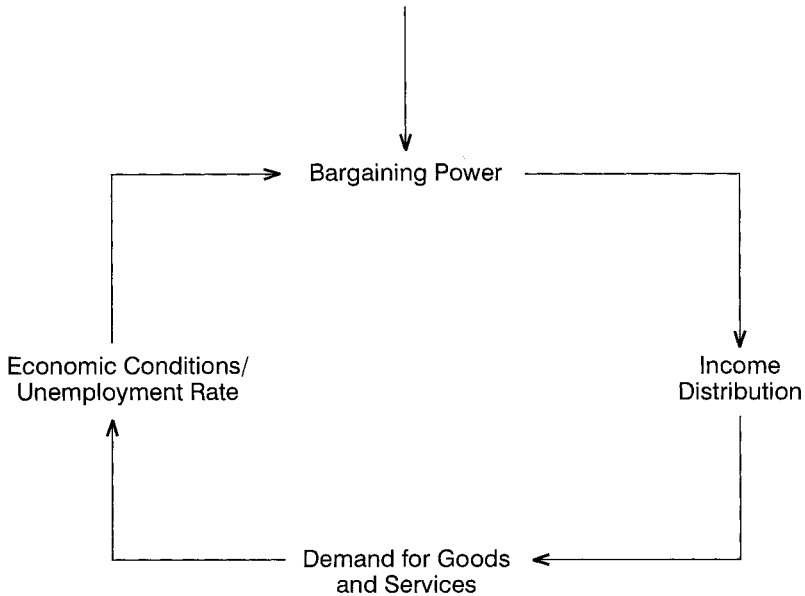 Bargaining Power
Economic Conditions/
Unemployment Rate
Income
Distribution
Demand for Goods
and Services